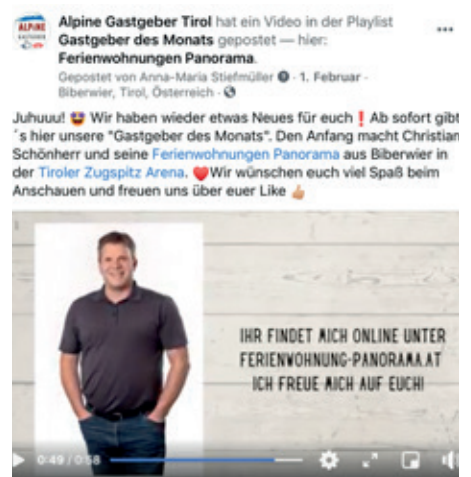 Alpine Gastgeber Tirol hat ein Video in der Playlist
Gastgeber des Monats gepostet — hier:
Ferienwohnungen Panorama.
Gepostet von Anna-Maria Stiefmüller · 1. Februar ·
Biberwier, Tirol, Österreich ·
Juhuuu! 🤩 Wir haben wieder etwas Neues für euch❗ Ab sofort gibt
´s hier unsere "Gastgeber des Monats". Den Anfang macht Christian
Schönherr und seine Ferienwohnungen Panorama aus Biberwier in
der Tiroler Zugspitz Arena. ❤️Wir wünschen euch viel Spaß beim
Anschauen und freuen uns über euer Like 👍🏼
IHR FINDET MICH ONLINE UNTER
FERIENWOHNUNG-PANORAMA.AT
ICH FREUE MICH AUF EUCH!
0:49 / 0:58